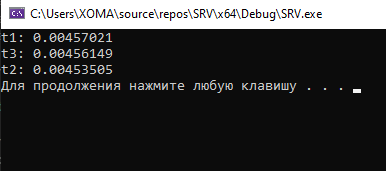 C:\Users\XOMA\source\repos\SRV\x64\Debug\SRV.exe
t1: 0.00457021
t3: 0.00456149
t2: 0.00453505
Для продолжения нажмите любую клавишу . . .